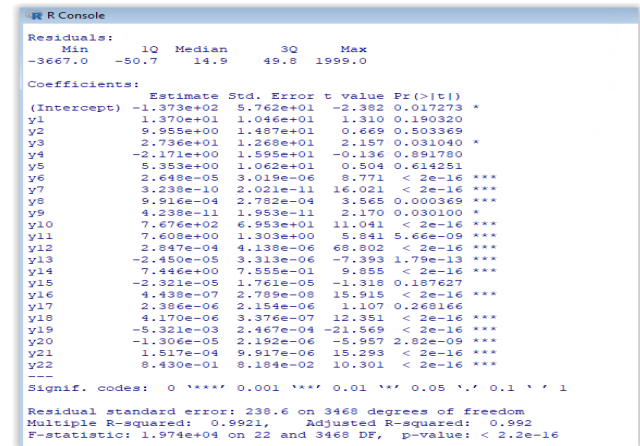 R Console
Residuals:
Min 1Q Median 3Q Max
-3667.0 -50.7 14.9 49.8 1999.0
Coefficients:
Estimate Std. Error t value Pr(>|t|)
(Intercept) -1.373e+02 5.762e+01 -2.382 0.017273 *
y1 1.370e+01 1.046e+01 1.310 0.190320
y2 9.955e+00 1.487e+01 0.669 0.503369
y3 2.736e+01 1.268e+01 2.157 0.031040 *
y4 -2.171e+00 1.595e+01 -0.136 0.891780
y5 5.353e+00 1.062e+01 0.504 0.614251
y6 2.648e-05 3.019e-06 8.771 < 2e-16 ***
y7 3.238e-10 2.021e-11 16.021 < 2e-16 ***
y8 9.916e-04 2.782e-04 3.565 0.000369 ***
y9 4.238e-11 1.953e-11 2.170 0.030100 *
y10 7.676e+02 6.953e+01 11.041 < 2e-16 ***
y11 7.608e+00 1.303e+00 5.841 5.66e-09 ***
y12 2.847e-04 4.138e-06 68.802 < 2e-16 ***
y13 -2.450e-05 3.313e-06 -7.393 1.79e-13 ***
y14 7.446e+00 7.555e-01 9.855 < 2e-16 ***
y15 -2.321e-05 1.761e-05 -1.318 0.187627
y16 4.438e-07 2.789e-08 15.915 < 2e-16 ***
y17 2.386e-06 2.154e-06 1.107 0.268166
y18 4.170e-06 3.376e-07 12.351 < 2e-16 ***
y19 -5.321e-03 2.467e-04 -21.569 < 2e-16 ***
y20 -1.306e-05 2.192e-06 -5.957 2.82e-09 ***
y21 1.517e-04 9.917e-06 15.293 < 2e-16 ***
y22 8.430e-01 8.184e-02 10.301 < 2e-16 ***
---
Signif. codes: 0 '***' 0.001 '**' 0.01 '*' 0.05 '.' 0.1 ' ' 1
Residual standard error: 238.6 on 3468 degrees of freedom
Multiple R-squared: 0.9921, Adjusted R-squared: 0.992
F-statistic: 1.974e+04 on 22 and 3468 DF, p-value: < 2.2e-16